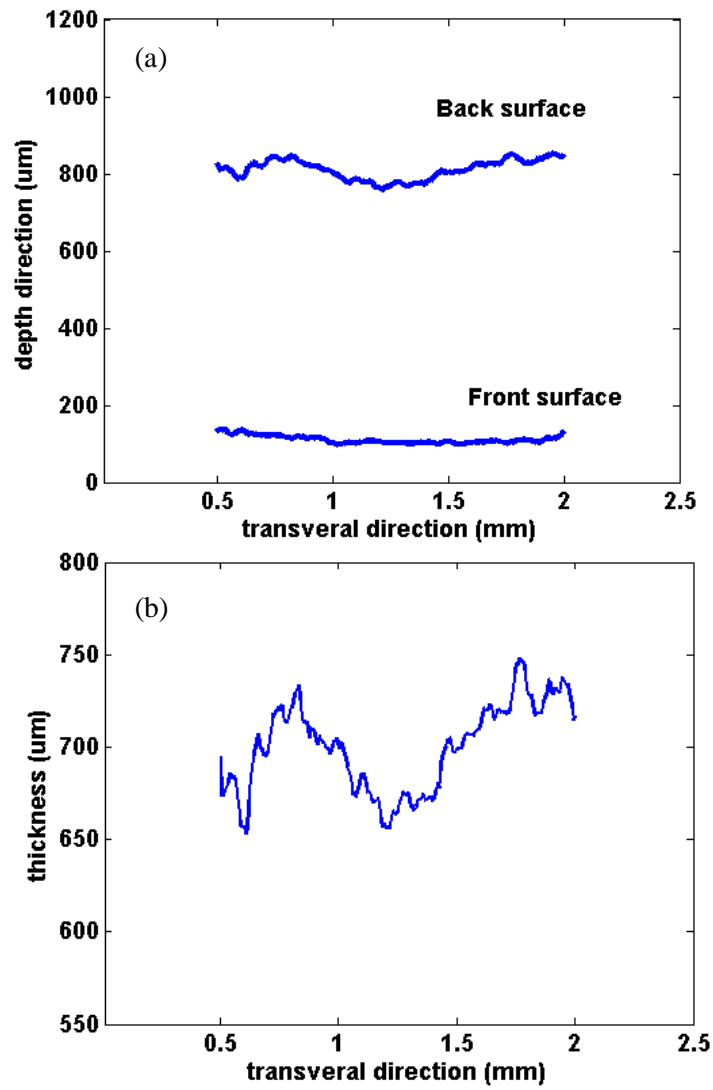 1200
(a)
1000
Back surface
800
600
400
Front surface
200
0
0.5 1 1.5 2 2.5
depth direction (um)
transveral direction (mm)
800
(b)
750
700
650
600
550
0.5 1 1.5 2 2.5
thickness (um)
transveral direction (mm)